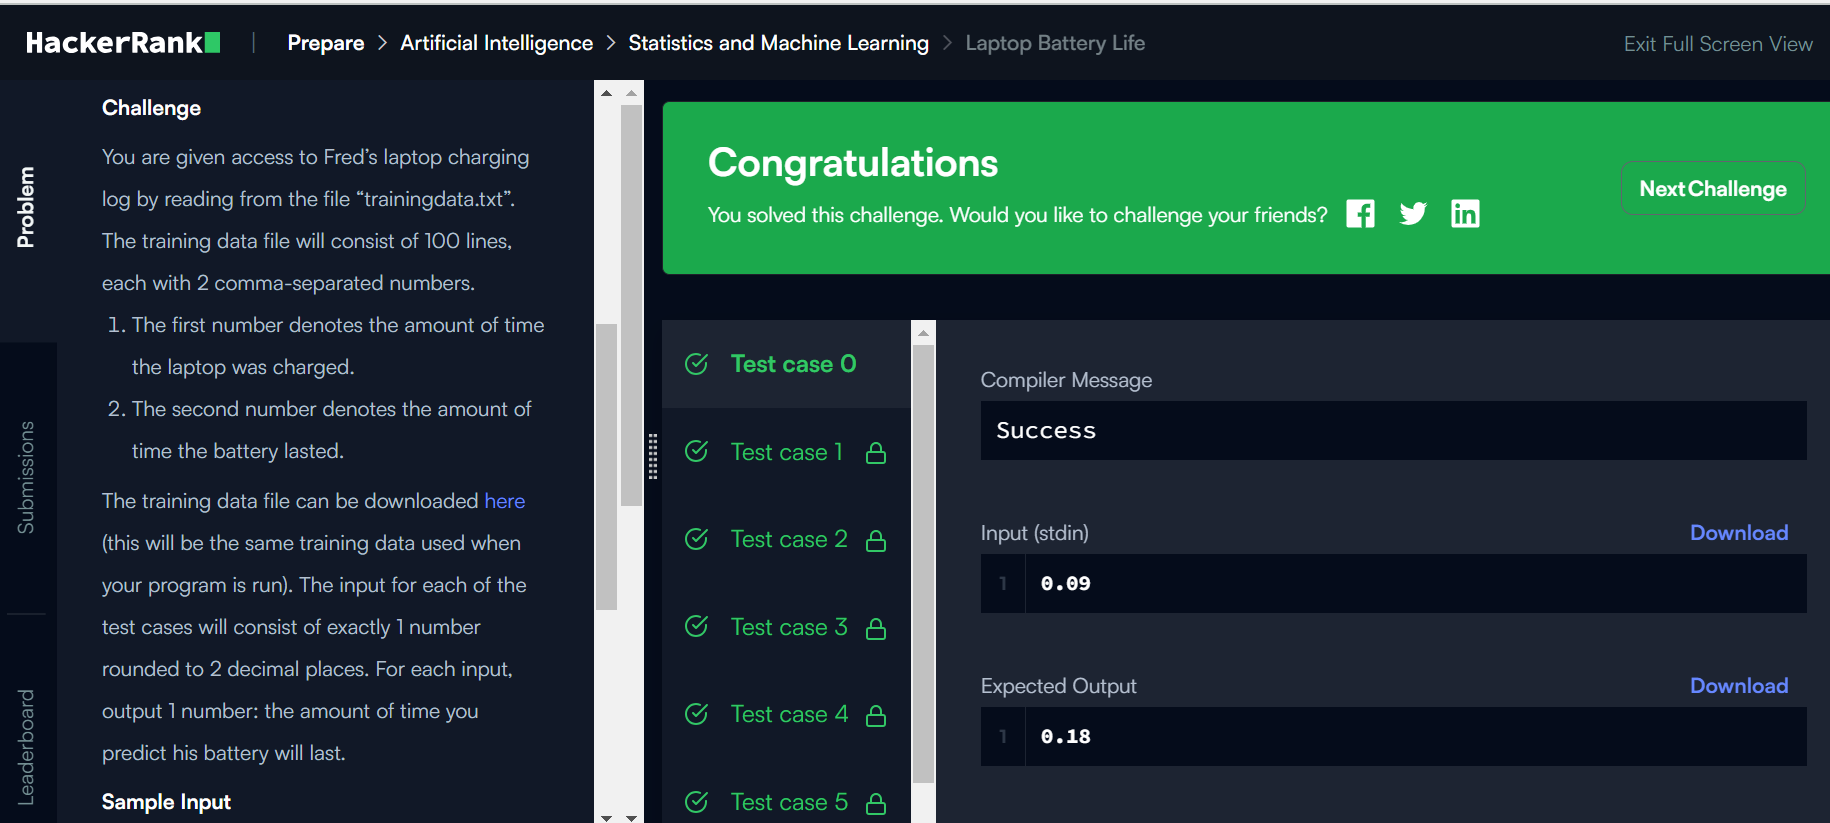 HackerRank | Prepare > Artificial Intelligence > Statistics and Machine Learning > Laptop Battery Life Exit Full Screen View
Problem
Submissions
Leaderboard
Challenge
You are given access to Fred’s laptop charging
log by reading from the file “trainingdata.txt”.
The training data file will consist of 100 lines,
each with 2 comma-separated numbers.
1. The first number denotes the amount of time
the laptop was charged.
2. The second number denotes the amount of
time the battery lasted.
The training data file can be downloaded here
(this will be the same training data used when
your program is run). The input for each of the
test cases will consist of exactly 1 number
rounded to 2 decimal places. For each input,
output 1 number: the amount of time you
predict his battery will last.
Sample Input
Congratulations
You solved this challenge. Would you like to challenge your friends?
Next Challenge
Test case 0
Test case 1
Test case 2
Test case 3
Test case 4
Test case 5
Compiler Message
Success
Input (stdin) Download
1 0.09
Expected Output Download
1 0.18